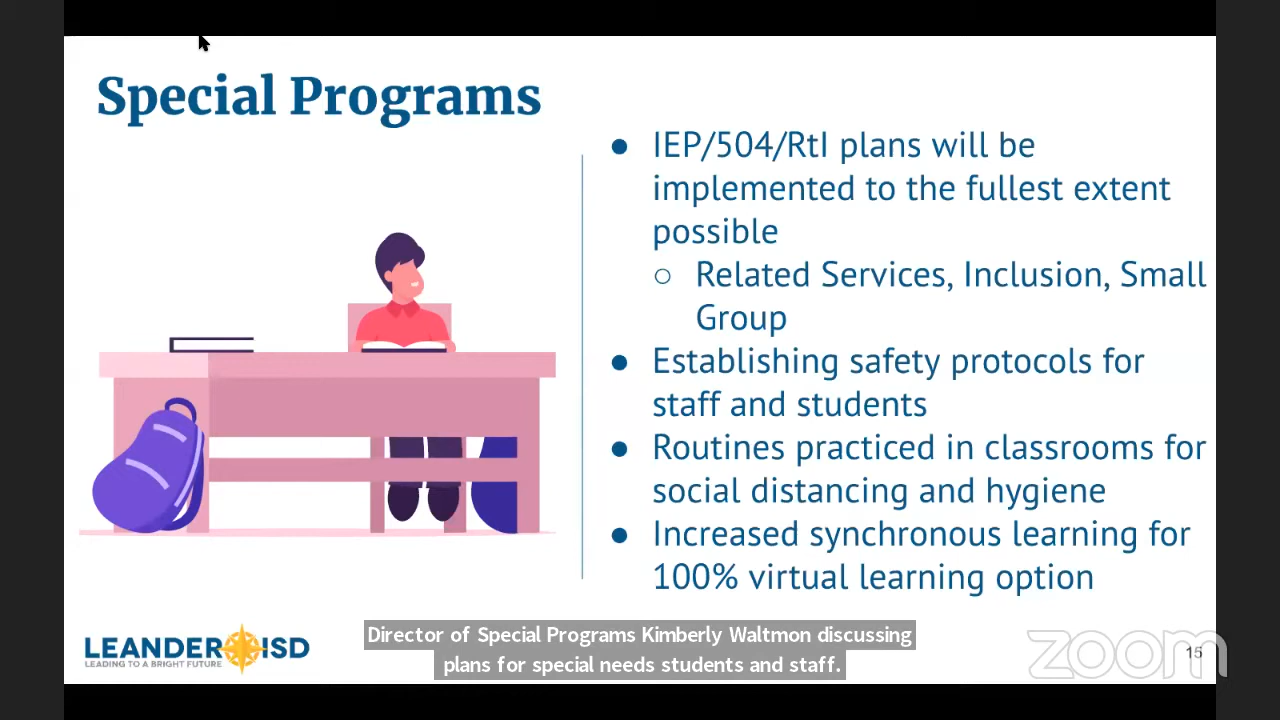 Special Programs
● IEP/504/RtI plans will be
implemented to the fullest extent
possible
○ Related Services, Inclusion, Small
Group
● Establishing safety protocols for
staff and students
● Routines practiced in classrooms for
social distancing and hygiene
● Increased synchronous learning for
100% virtual learning option
LEANDER ISD
LEADING TO A BRIGHT FUTURE
Director of Special Programs Kimberly Waltmon discussing
plans for special needs students and staff.
zoom
15